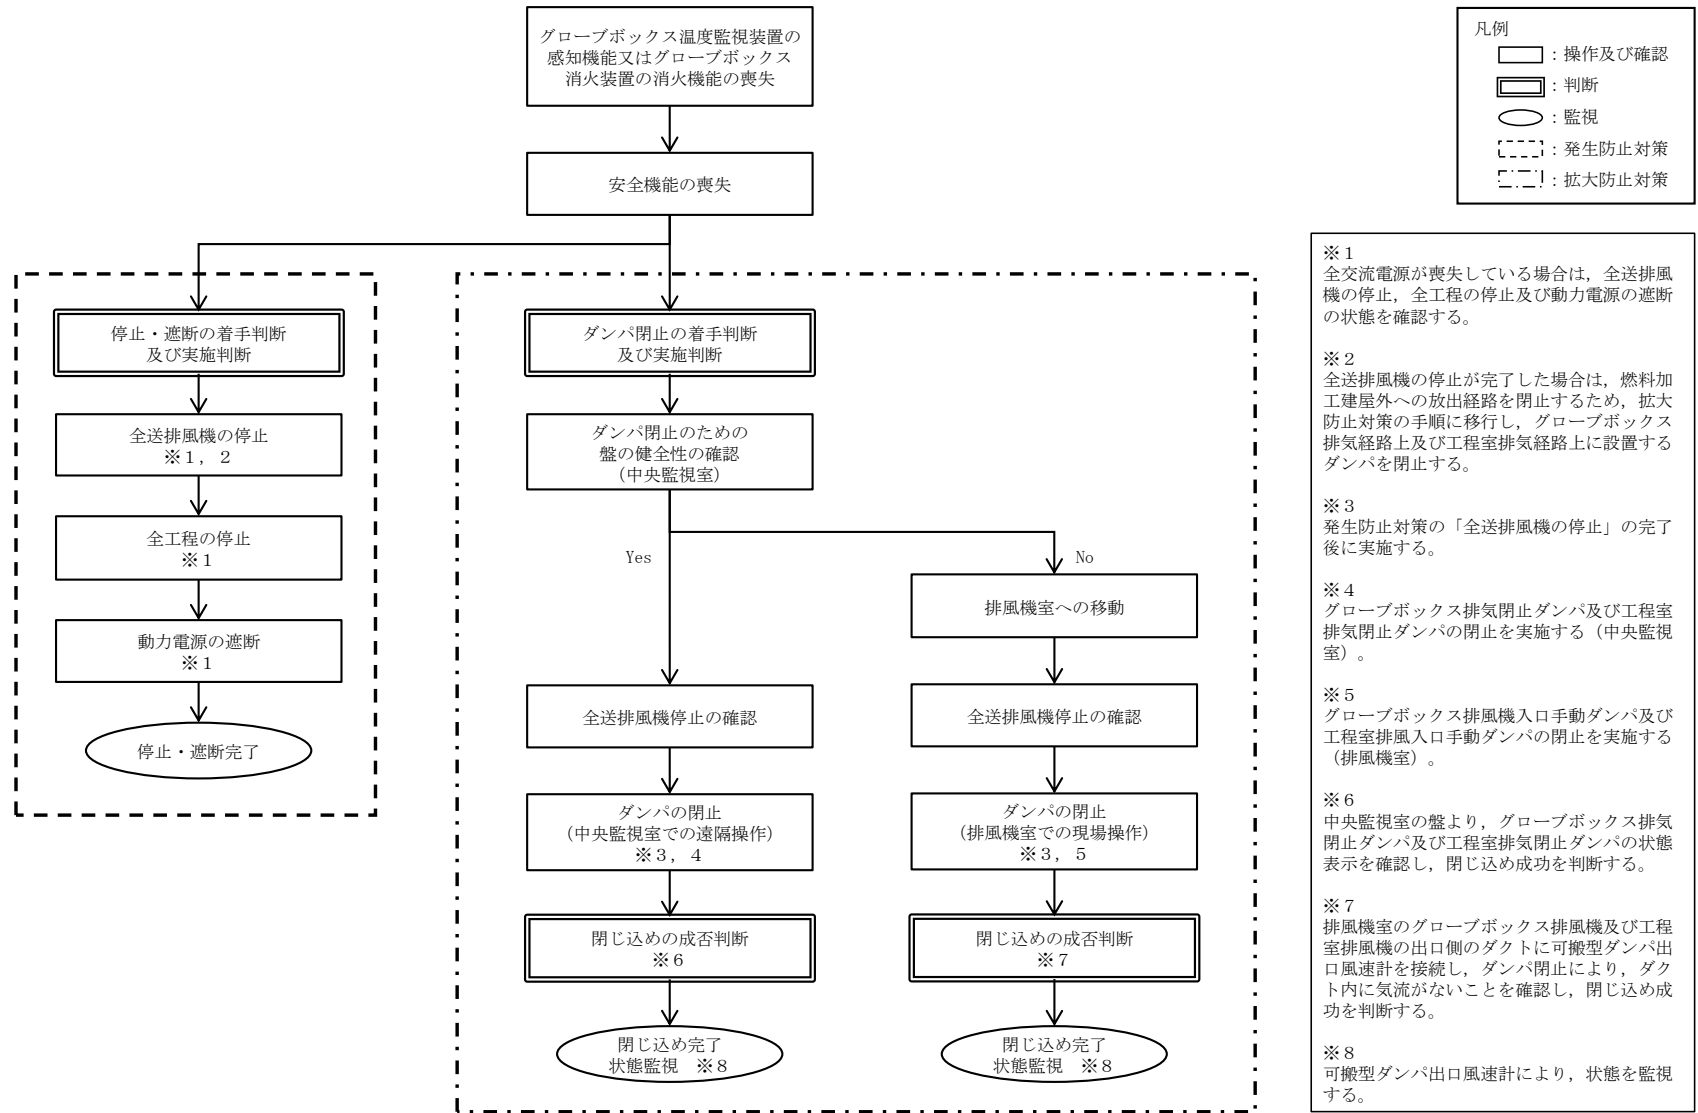 グローブボックス温度監視装置の
感知機能又はグローブボックス
消火装置の消火機能の喪失
安全機能の喪失
停止・遮断の着手判断
及び実施判断
全送排風機の停止
※1，2
全工程の停止
※1
動力電源の遮断
※1
停止・遮断完了
ダンパ閉止の着手判断
及び実施判断
ダンパ閉止のための
盤の健全性の確認
（中央監視室）
Yes
No
排風機室への移動
全送排風機停止の確認
全送排風機停止の確認
ダンパの閉止
（中央監視室での遠隔操作）
※3，4
ダンパの閉止
（排風機室での現場操作）
※3，5
閉じ込めの成否判断
※6
閉じ込めの成否判断
※7
閉じ込め完了
状態監視　※8
閉じ込め完了
状態監視　※8
凡例
：操作及び確認
：判断
：監視
：発生防止対策
：拡大防止対策
※1
全交流電源が喪失している場合は，全送排風
機の停止，全工程の停止及び動力電源の遮断
の状態を確認する。
※2
全送排風機の停止が完了した場合は，燃料加
工建屋外への放出経路を閉止するため，拡大
防止対策の手順に移行し，グローブボックス
排気経路上及び工程室排気経路上に設置する
ダンパを閉止する。
※3
発生防止対策の「全送排風機の停止」の完了
後に実施する。
※4
グローブボックス排気閉止ダンパ及び工程室
排気閉止ダンパの閉止を実施する（中央監視
室）。
※5
グローブボックス排風機入口手動ダンパ及び
工程室排風入口手動ダンパの閉止を実施する
（排風機室）。
※6
中央監視室の盤より，グローブボックス排気
閉止ダンパ及び工程室排気閉止ダンパの状態
表示を確認し，閉じ込め成功を判断する。
※7
排風機室のグローブボックス排風機及び工程
室排風機の出口側のダクトに可搬型ダンパ出
口風速計を接続し，ダンパ閉止により，ダク
ト内に気流がないことを確認し，閉じ込め成
功を判断する。
※8
可搬型ダンパ出口風速計により，状態を監視
する。